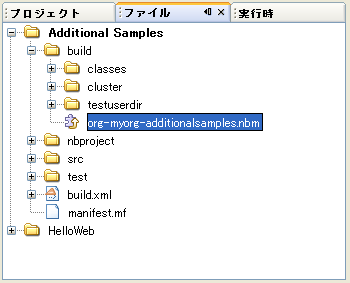 プロジェクト ファイル 実行時
Additional Samples
build
classes
cluster
testuserdir
org-myorg-additionalsamples.nbm
nbproject
src
test
build.xml
manifest.mf
HelloWeb